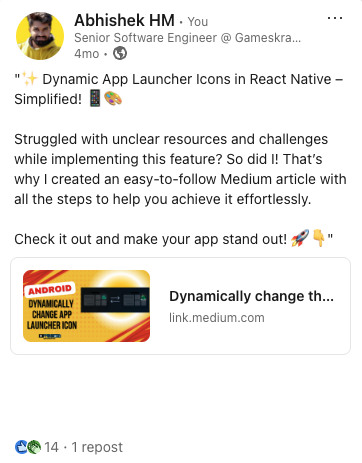 Abhishek HM · You
Senior Software Engineer @ Gameskra...
4mo ·
"✨ Dynamic App Launcher Icons in React Native –
Simplified! 📱🎨
Struggled with unclear resources and challenges
while implementing this feature? So did I! That's
why I created an easy-to-follow Medium article with
all the steps to help you achieve it effortlessly.
Check it out and make your app stand out! 🚀👇"
ANDROID
DYNAMICALLY
CHANGE APP
LAUNCHER ICON
Dynamically change th...
link.medium.com
14 · 1 repost